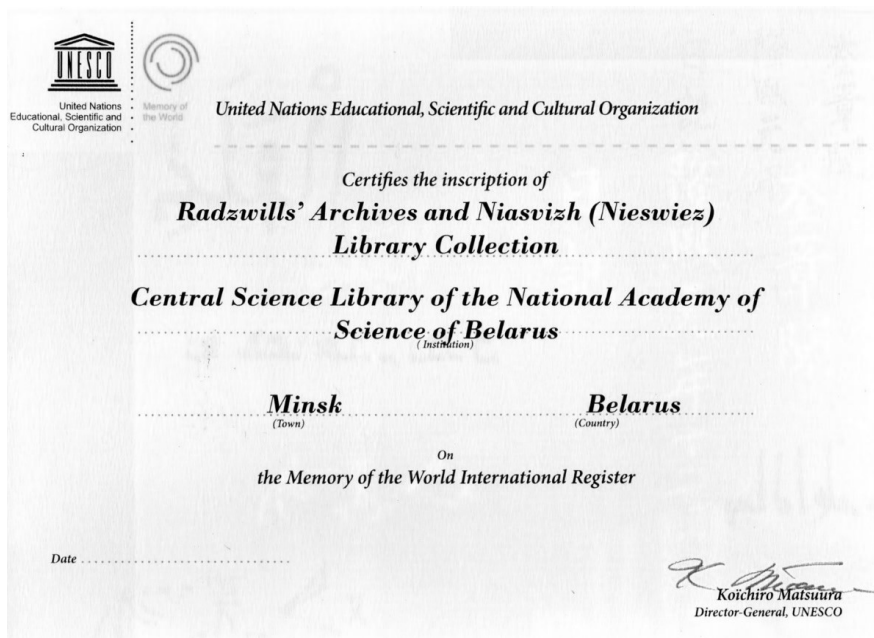 UNESCO
United Nations
Educational, Scientific and
Cultural Organization
Memory of
the World
United Nations Educational, Scientific and Cultural Organization
Certifies the inscription of
Radzwills' Archives and Niasvizh (Nieswiez)
Library Collection
Central Science Library of the National Academy of
Science of Belarus
( Institution)
Minsk
Belarus
(Town)
(Country)
On
the Memory of the World International Register
Date
Koïchiro Matsuura
Director-General, UNESCO